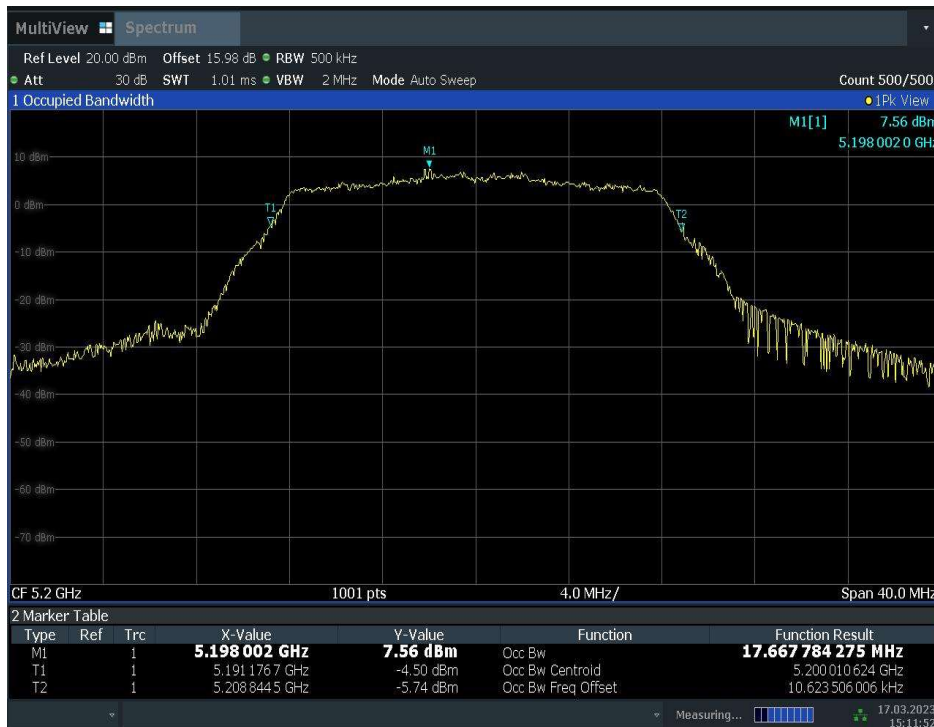 MultiView Spectrum
Ref Level 20.00 dBm Offset 15.98 dB RBW 500 kHz
Att 30 dB SWT 1.01 ms VBW 2 MHz Mode Auto Sweep Count 500/500
1 Occupied Bandwidth 1Pk View
M1[1] 7.56 dBm
5.198 002 0 GHz
M1
10 dBm
T1
0 dBm
T2
-10 dBm
-20 dBm
-30 dBm
-40 dBm
-50 dBm
-60 dBm
-70 dBm
CF 5.2 GHz 1001 pts 4.0 MHz/ Span 40.0 MHz
2 Marker Table
Type Ref Trc X-Value Y-Value Function Function Result
M1 1 5.198 002 GHz 7.56 dBm Occ Bw 17.667 784 275 MHz
T1 1 5.191 176 7 GHz -4.50 dBm Occ Bw Centroid 5.200 010 624 GHz
T2 1 5.208 844 5 GHz -5.74 dBm Occ Bw Freq Offset 10.623 506 006 kHz
Measuring... 17.03.2023
15:11:52